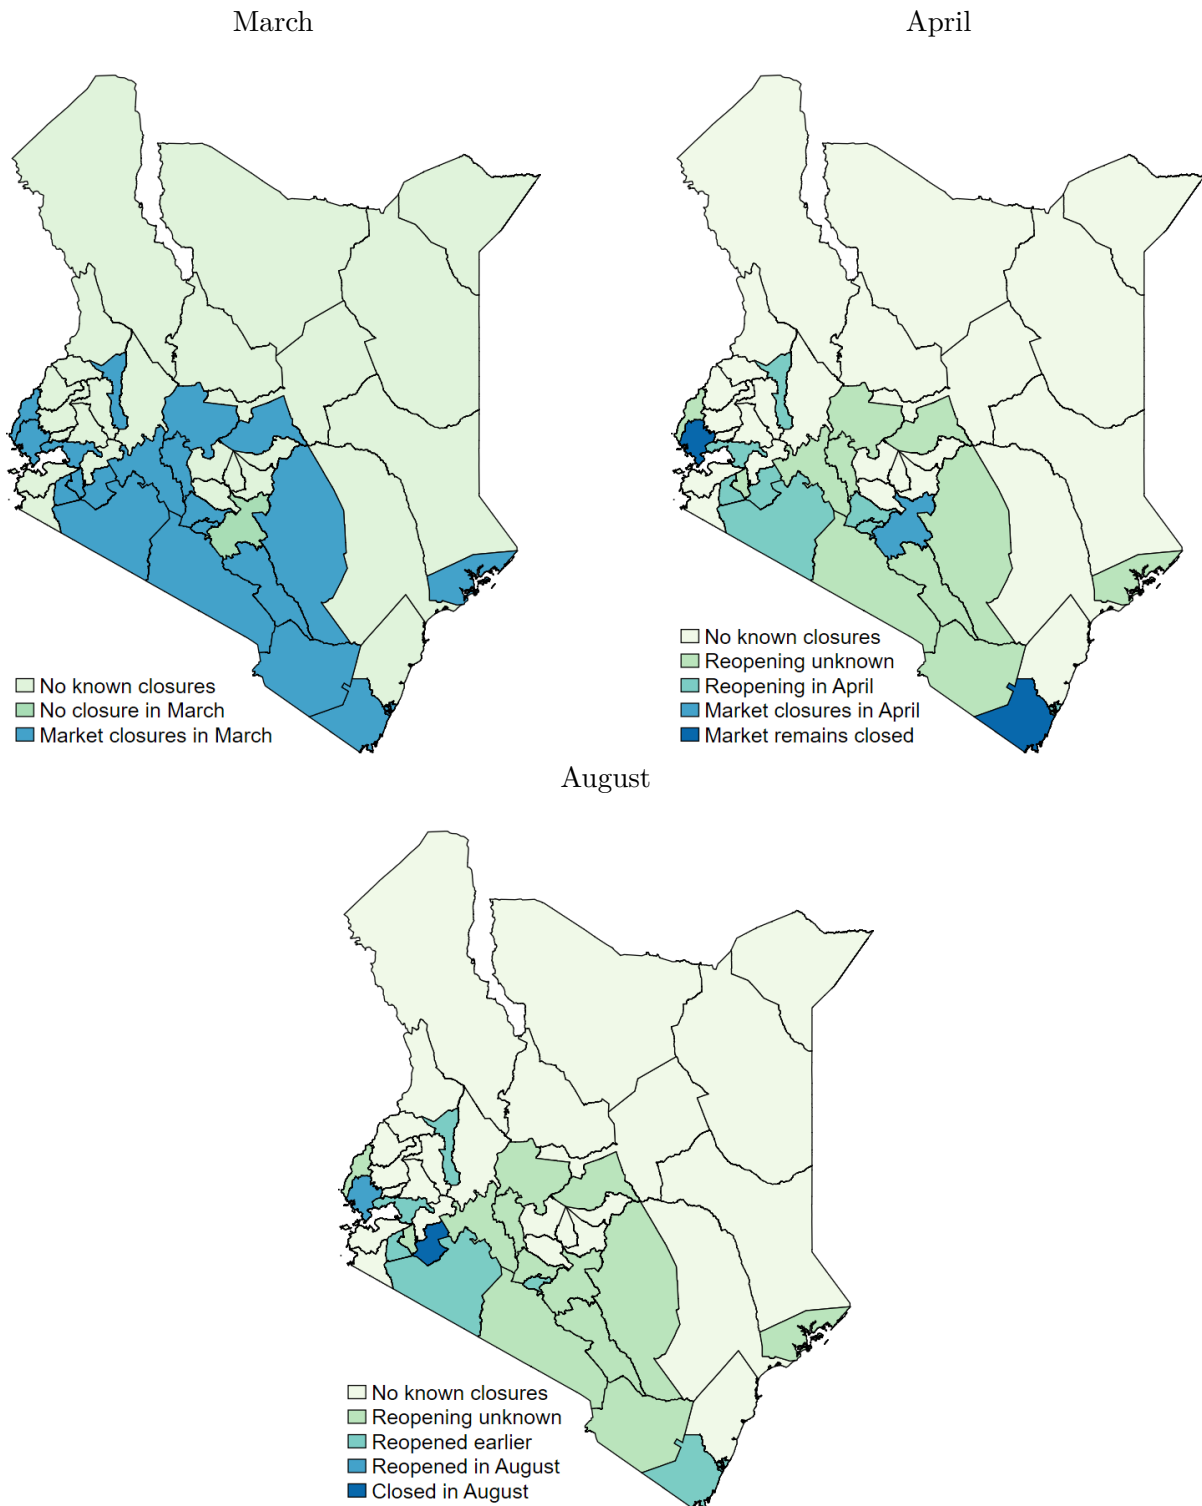 March
April
No known closures
No closure in March
Market closures in March
No known closures
Reopening unknown
Reopening in April
Market closures in April
Market remains closed
August
No known closures
Reopening unknown
Reopened earlier
Reopened in August
Closed in August